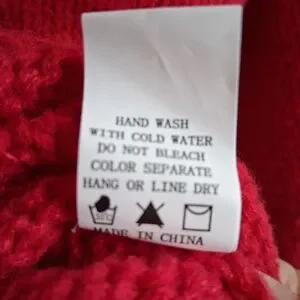 HAND WASH
WITH COLD WATER
DO NOT BLEACH
COLOR SEPARATE
HANG OR LINE DRY
MADE IN CHINA